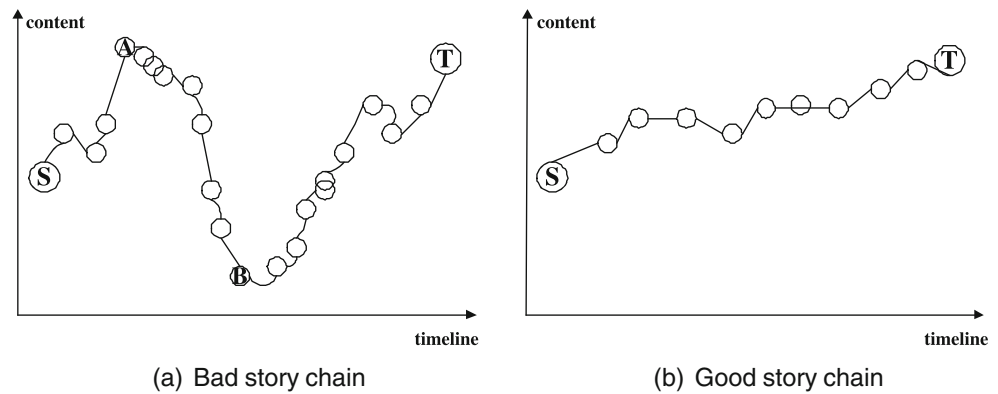 content
A
T
S
B
timeline
(a) Bad story chain
content
T
S
timeline
(b) Good story chain